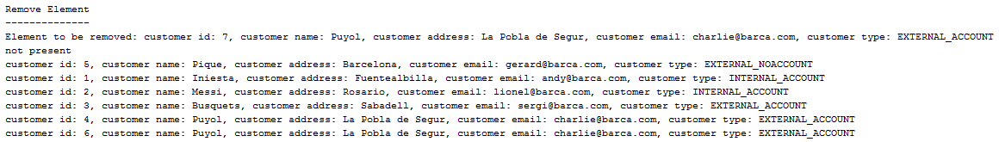 Remove Element
--------------
Element to be removed: customer id: 7, customer name: Puyol, customer address: La Pobla de Segur, customer email: charlie@barca.com, customer type: EXTERNAL_ACCOUNT
not present
customer id: 5, customer name: Pique, customer address: Barcelona, customer email: gerard@barca.com, customer type: EXTERNAL_NOACCOUNT
customer id: 1, customer name: Iniesta, customer address: Fuentealbilla, customer email: andy@barca.com, customer type: INTERNAL_ACCOUNT
customer id: 2, customer name: Messi, customer address: Rosario, customer email: lionel@barca.com, customer type: INTERNAL_ACCOUNT
customer id: 3, customer name: Busquets, customer address: Sabadell, customer email: sergi@barca.com, customer type: EXTERNAL_ACCOUNT
customer id: 4, customer name: Puyol, customer address: La Pobla de Segur, customer email: charlie@barca.com, customer type: EXTERNAL_ACCOUNT
customer id: 6, customer name: Puyol, customer address: La Pobla de Segur, customer email: charlie@barca.com, customer type: EXTERNAL_ACCOUNT